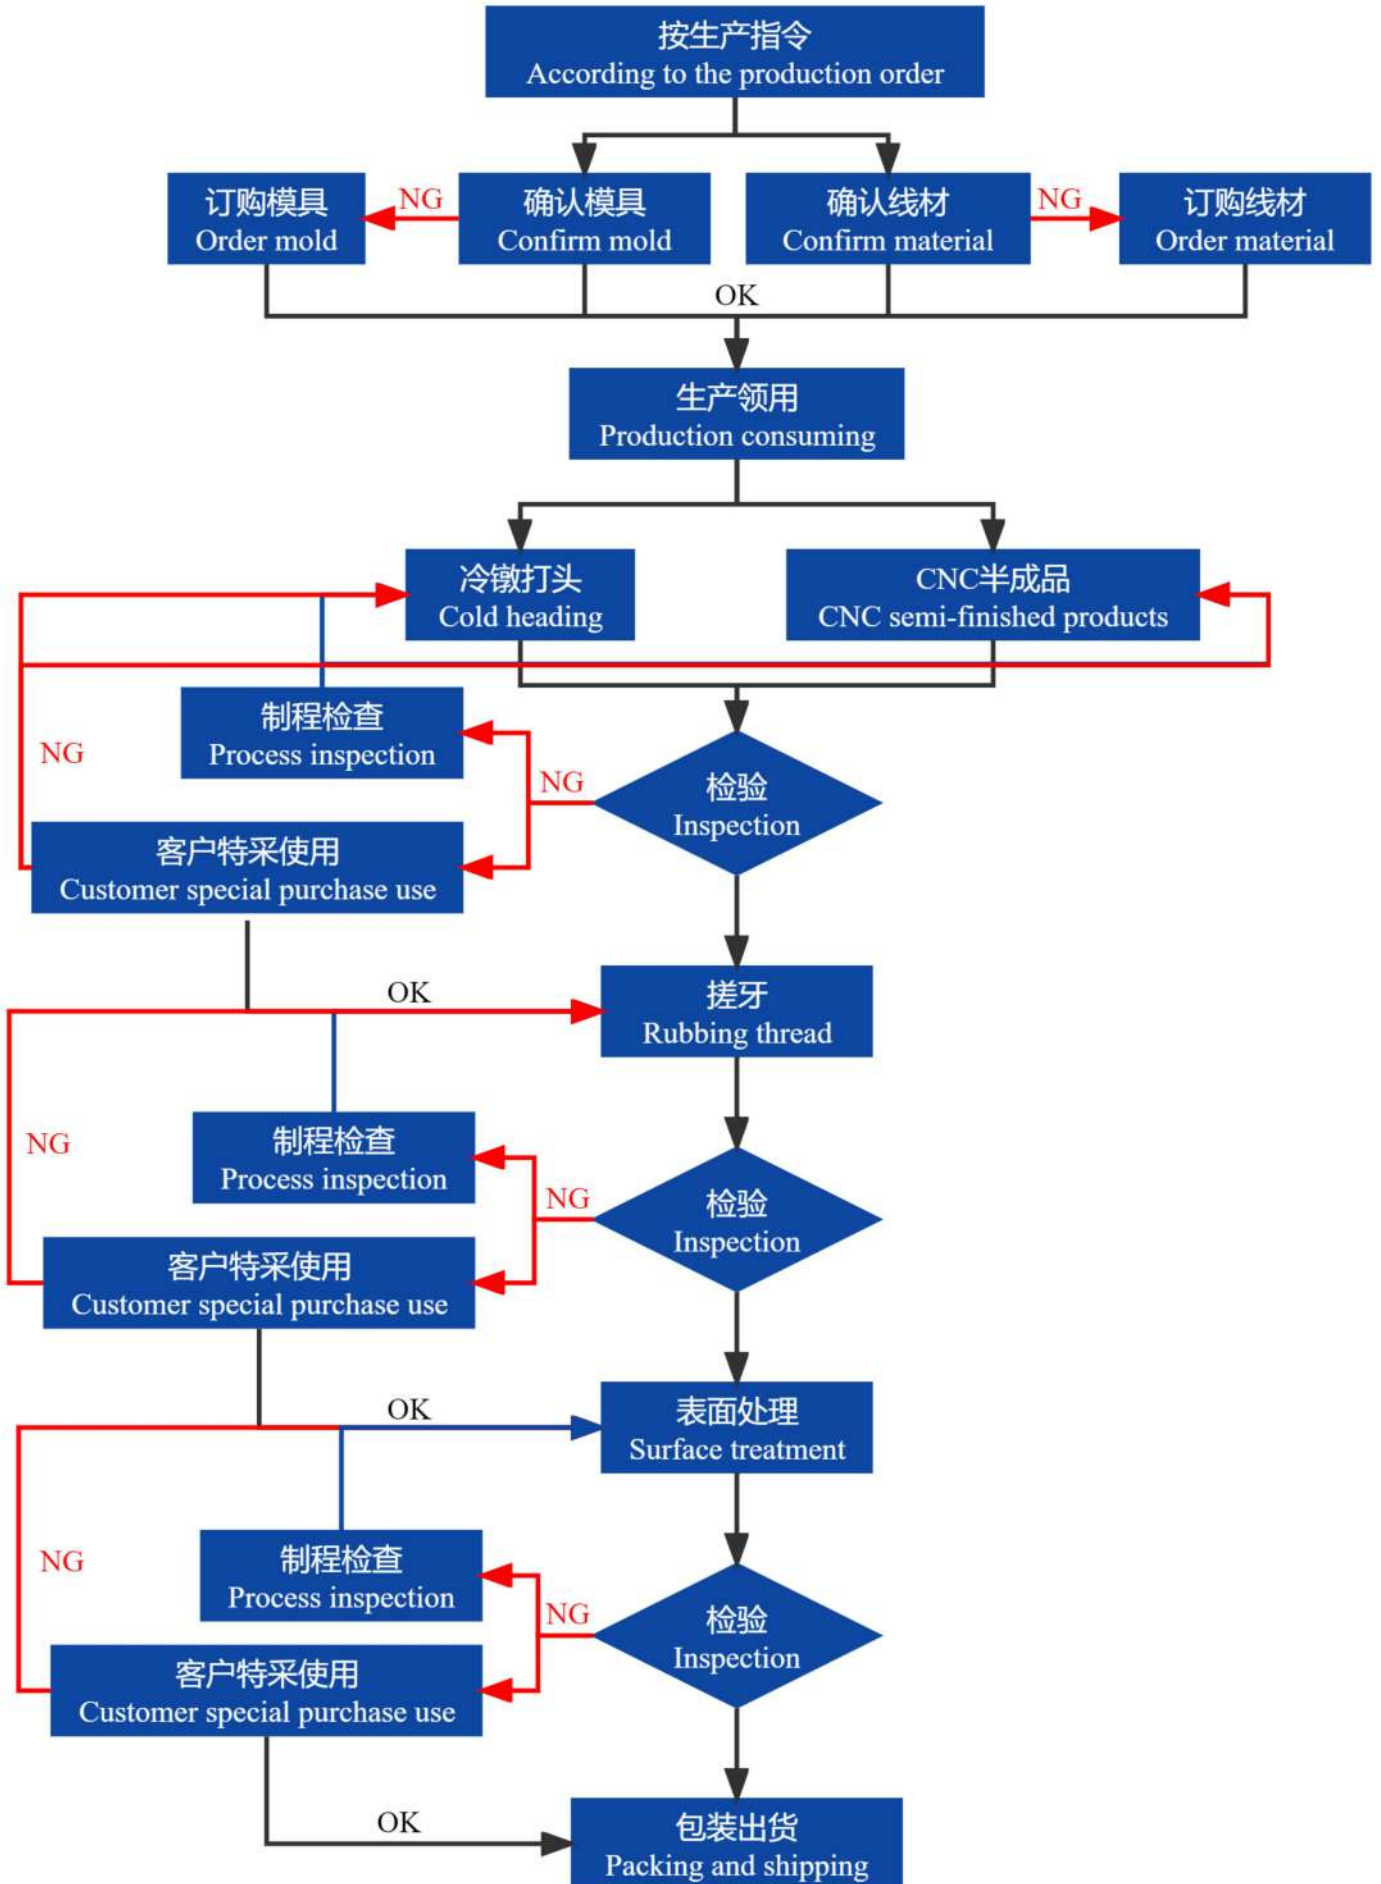 按生产指令
According to the production order
订购模具
Order mold
NG
确认模具
Confirm mold
确认线材
Confirm material
NG
订购线材
Order material
OK
生产领用
Production consuming
冷镦打头
Cold heading
CNC半成品
CNC semi-finished products
制程检查
Process inspection
NG
NG
检验
Inspection
客户特采使用
Customer special purchase use
OK
搓牙
Rubbing thread
制程检查
Process inspection
NG
NG
检验
Inspection
客户特采使用
Customer special purchase use
OK
表面处理
Surface treatment
制程检查
Process inspection
NG
NG
检验
Inspection
客户特采使用
Customer special purchase use
OK
包装出货
Packing and shipping